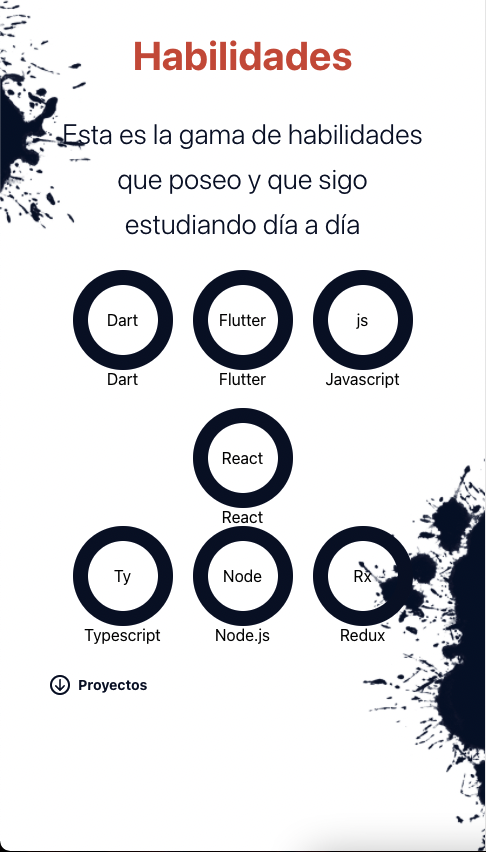 Habilidades
Esta es la gama de habilidades
que poseo y que sigo
estudiando día a día
Dart Flutter js
Dart Flutter Javascript
React
React
Ty Node Rx
Typescript Node.js Redux
Proyectos